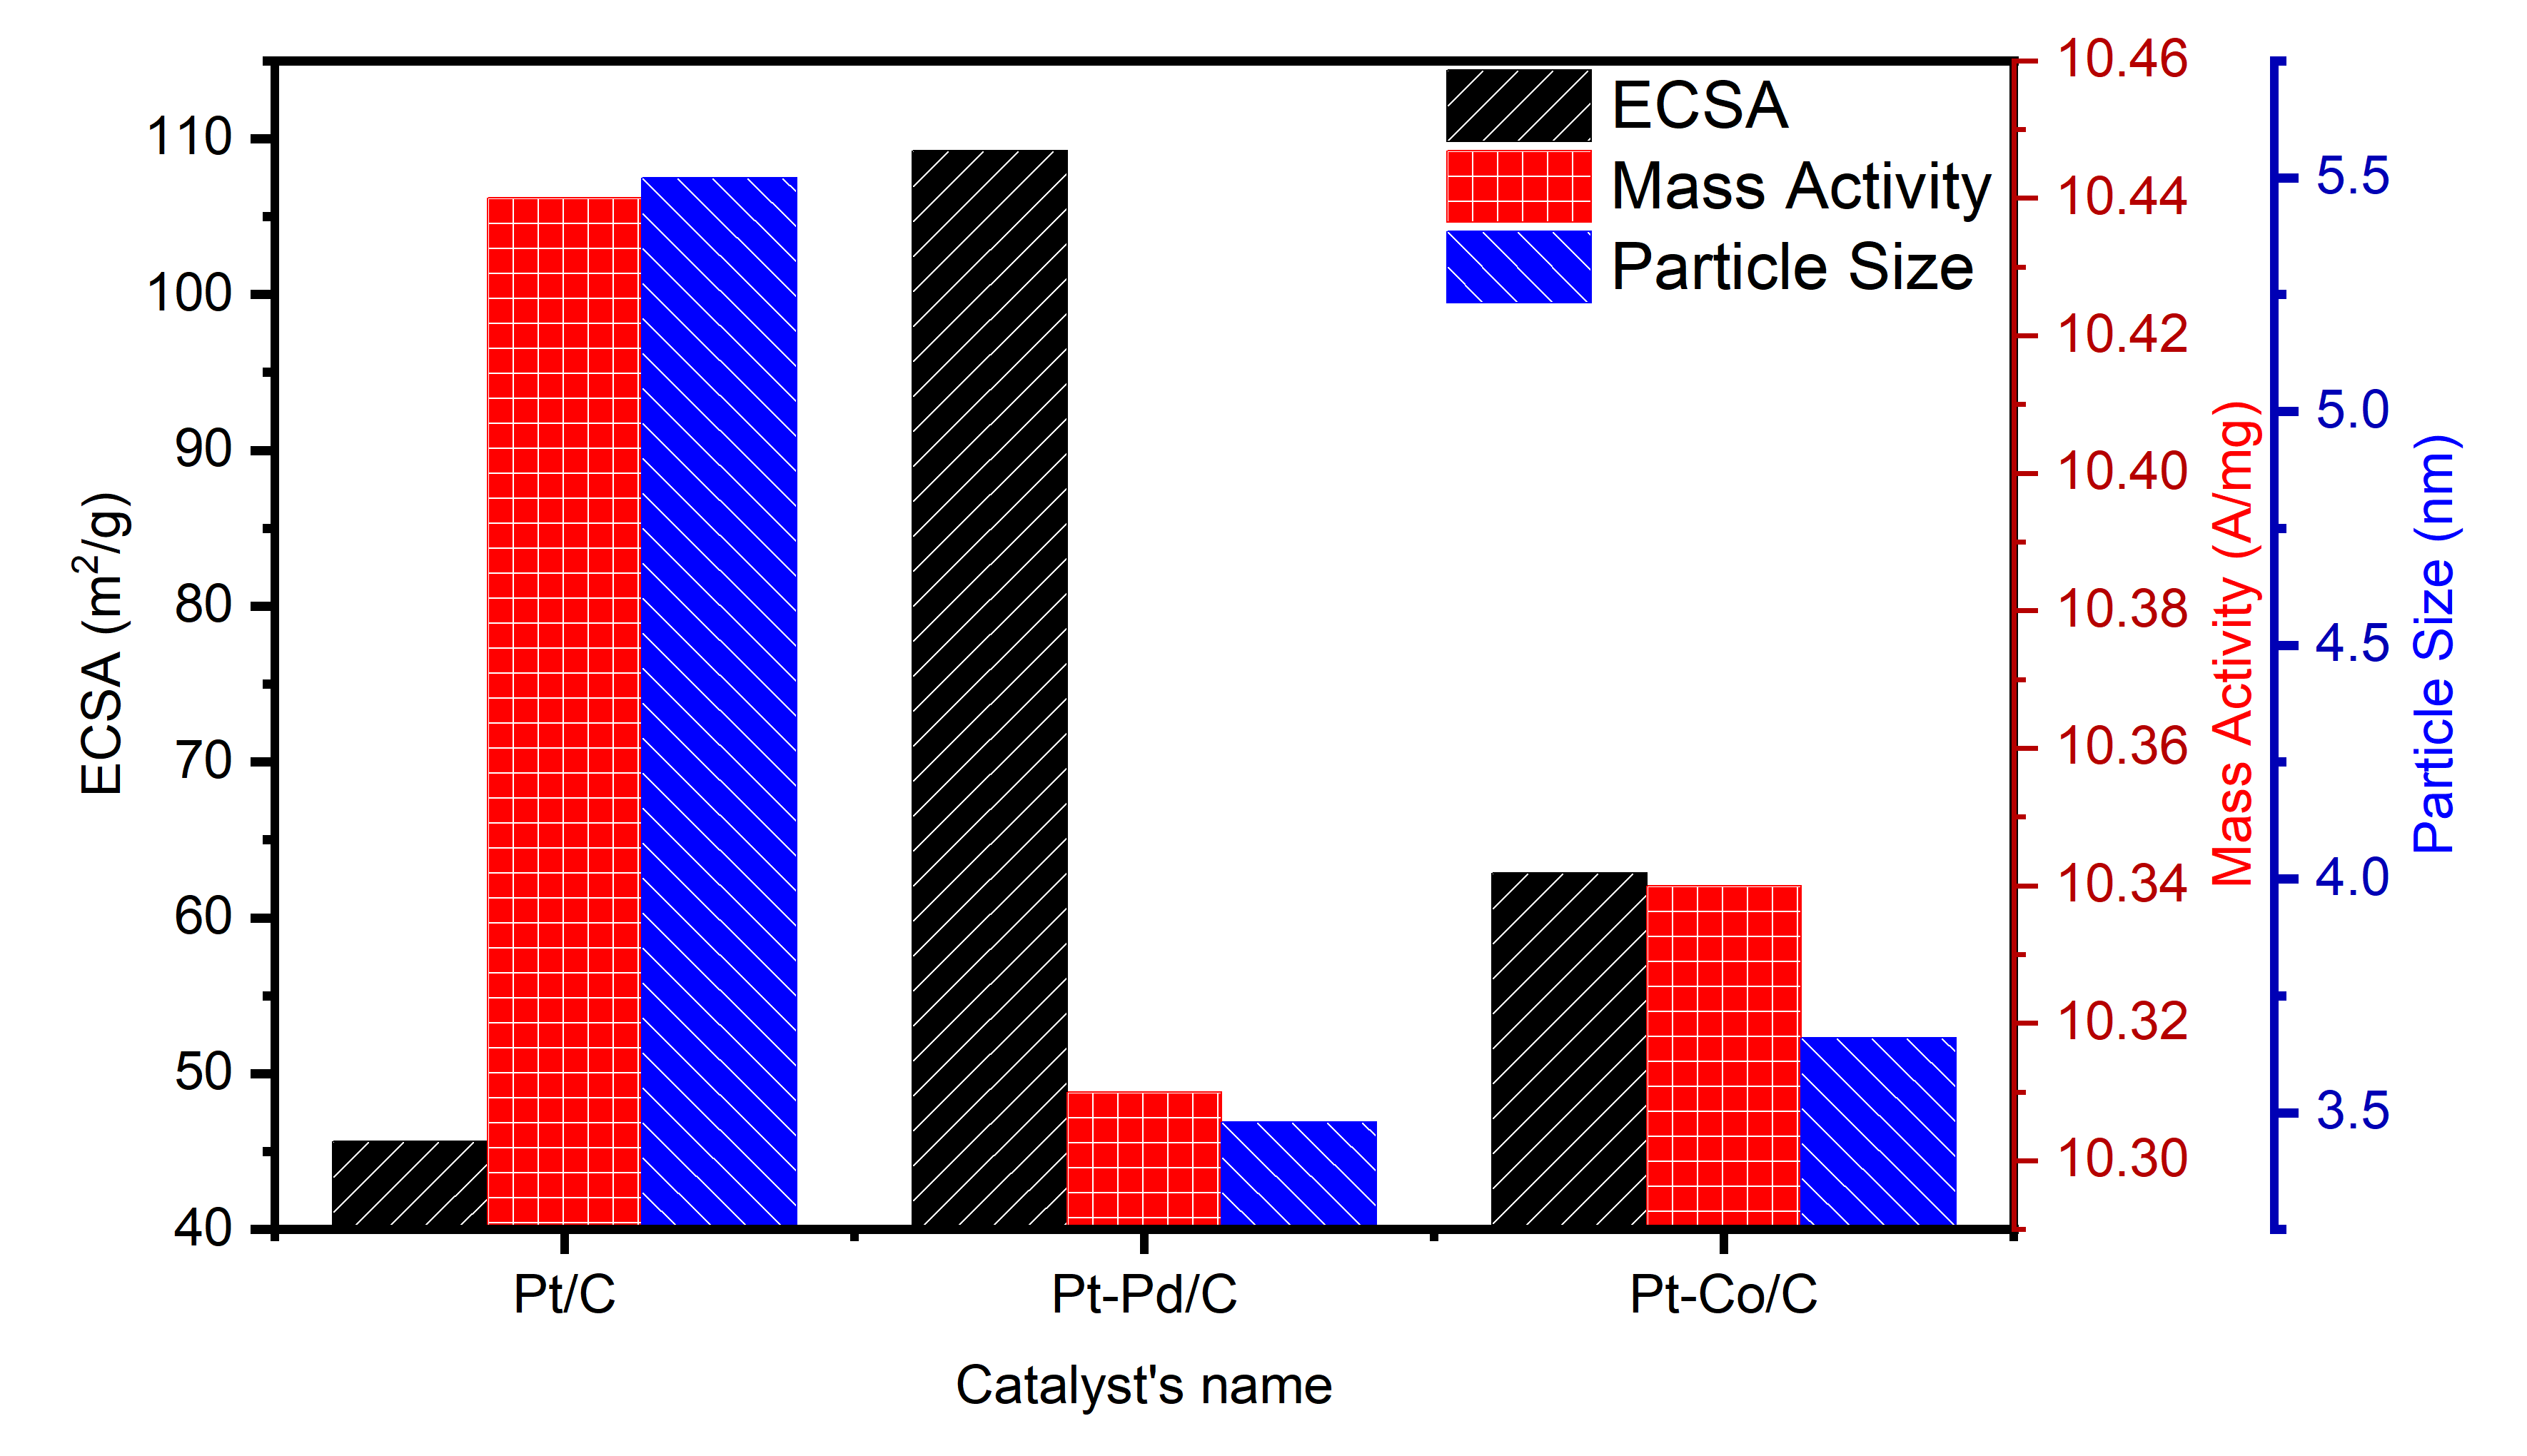 ECSA
Mass Activity
Particle Size
ECSA (m²/g)
110
100
90
80
70
60
50
40
10.46
10.44
10.42
10.40
10.38
10.36
10.34
10.32
10.30
Mass Activity (A/mg)
5.5
5.0
4.5
4.0
3.5
Particle Size (nm)
Pt/C Pt-Pd/C Pt-Co/C
Catalyst's name